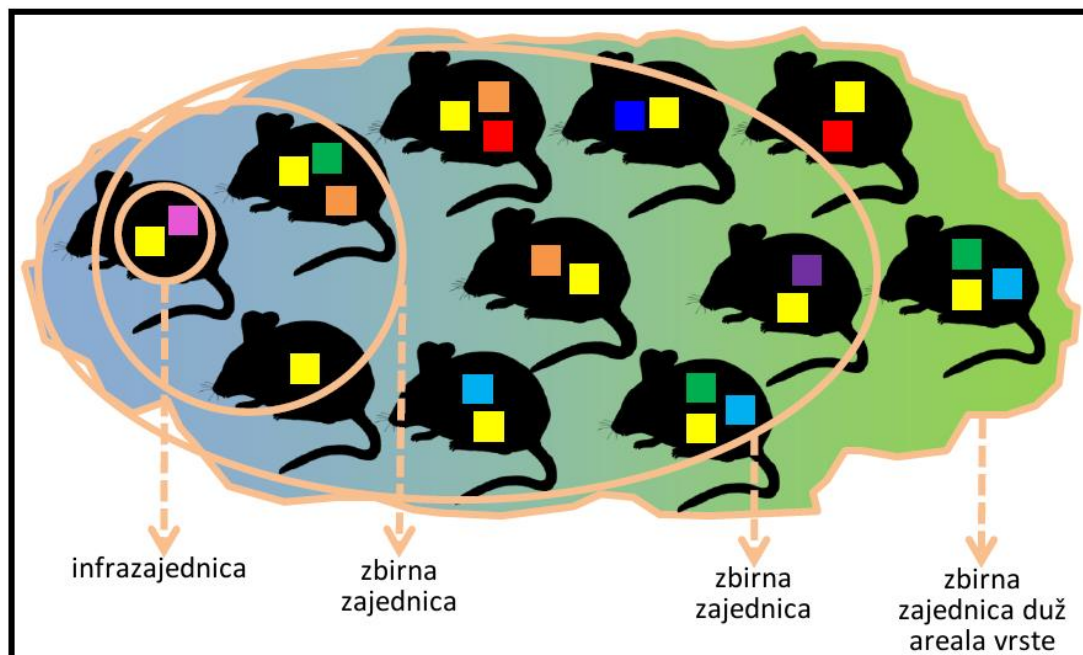 infrazajednica
zbirna
zajednica
zbirna
zajednica
zbirna
zajednica duž
areala vrste